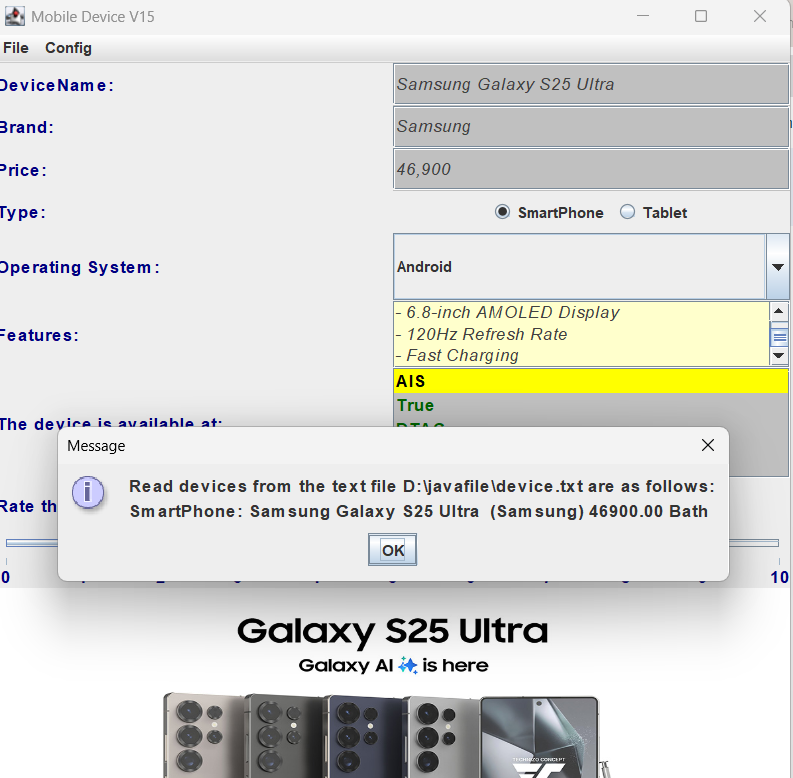 Mobile Device V15
File Config
DeviceName:
Samsung Galaxy S25 Ultra
Brand:
Samsung
Price:
46,900
Type:
SmartPhone Tablet
Operating System:
Android
Features:
- 6.8-inch AMOLED Display
- 120Hz Refresh Rate
- Fast Charging
AIS
True
The device is available at:
Message
Read devices from the text file D:\javafile\device.txt are as follows:
SmartPhone: Samsung Galaxy S25 Ultra (Samsung) 46900.00 Bath
Rate th
OK
0 10
Galaxy S25 Ultra
Galaxy AI is here
TECHNIZO CONCEPT